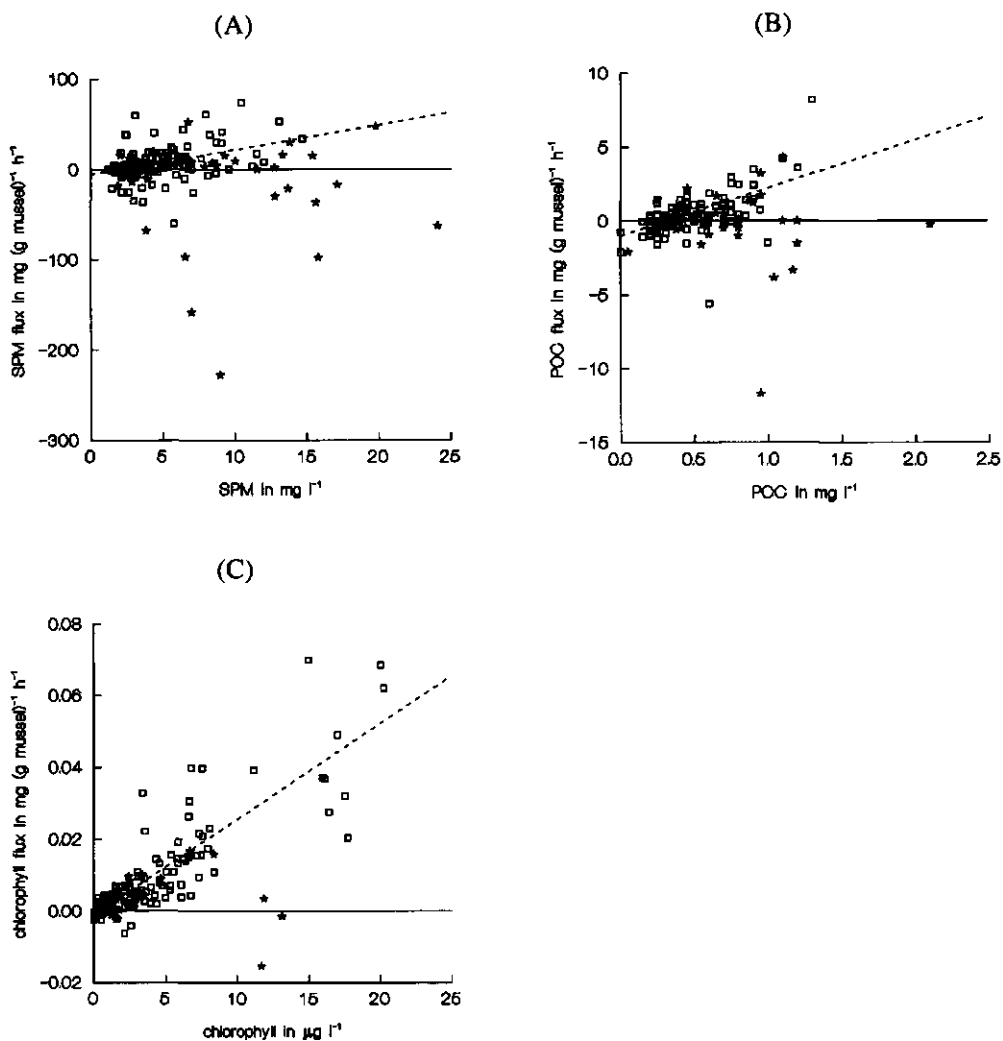 (A)
100
0
-100
-200
-300
SPM flux in mg (g mussel)⁻¹ h⁻¹
0 5 10 15 20 25
SPM in mg l⁻¹
(B)
10
5
0
-5
-10
-15
POC flux in mg (g mussel)⁻¹ h⁻¹
0.0 0.5 1.0 1.5 2.0 2.5
POC in mg l⁻¹
(C)
0.08
0.06
0.04
0.02
0.00
-0.02
chlorophyll flux in mg (g mussel)⁻¹ h⁻¹
0 5 10 15 20 25
chlorophyll in μg l⁻¹